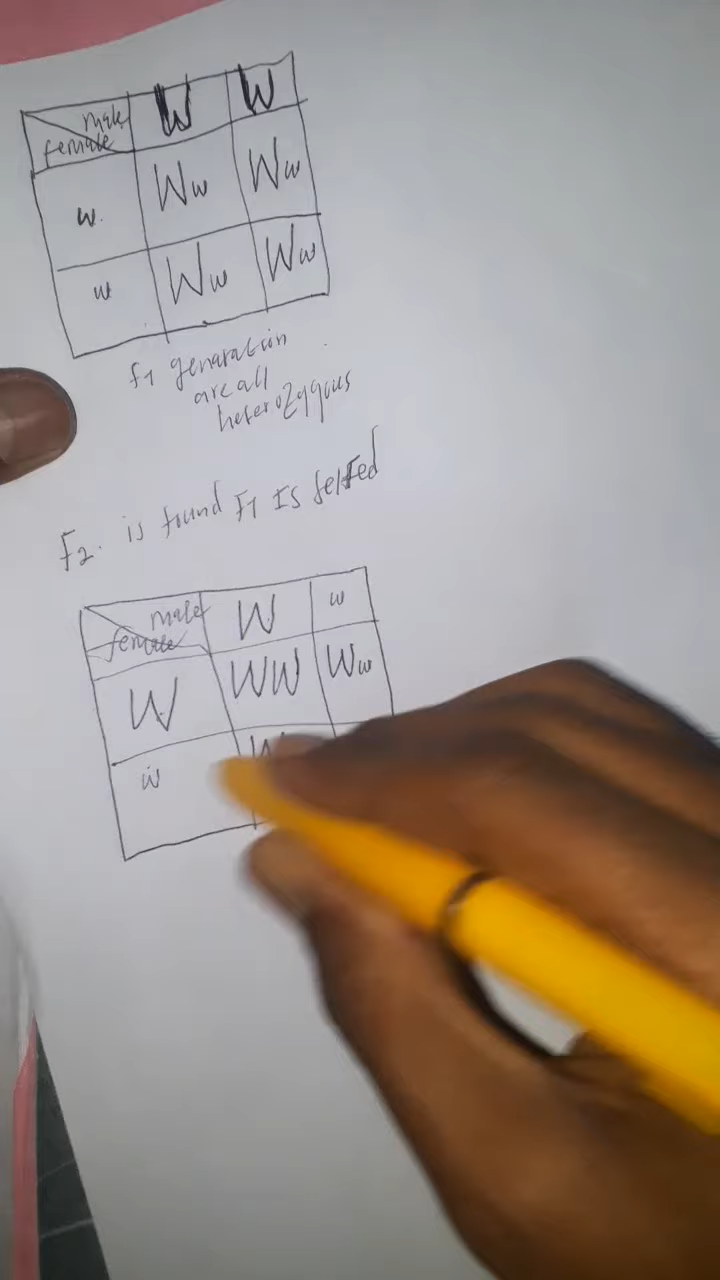 male W W
female
w Ww Ww
w Ww Ww
F1 genaration
are all
heterozygous
F2. is found F1 Is selfed
male W w
female
W WW Ww
w W